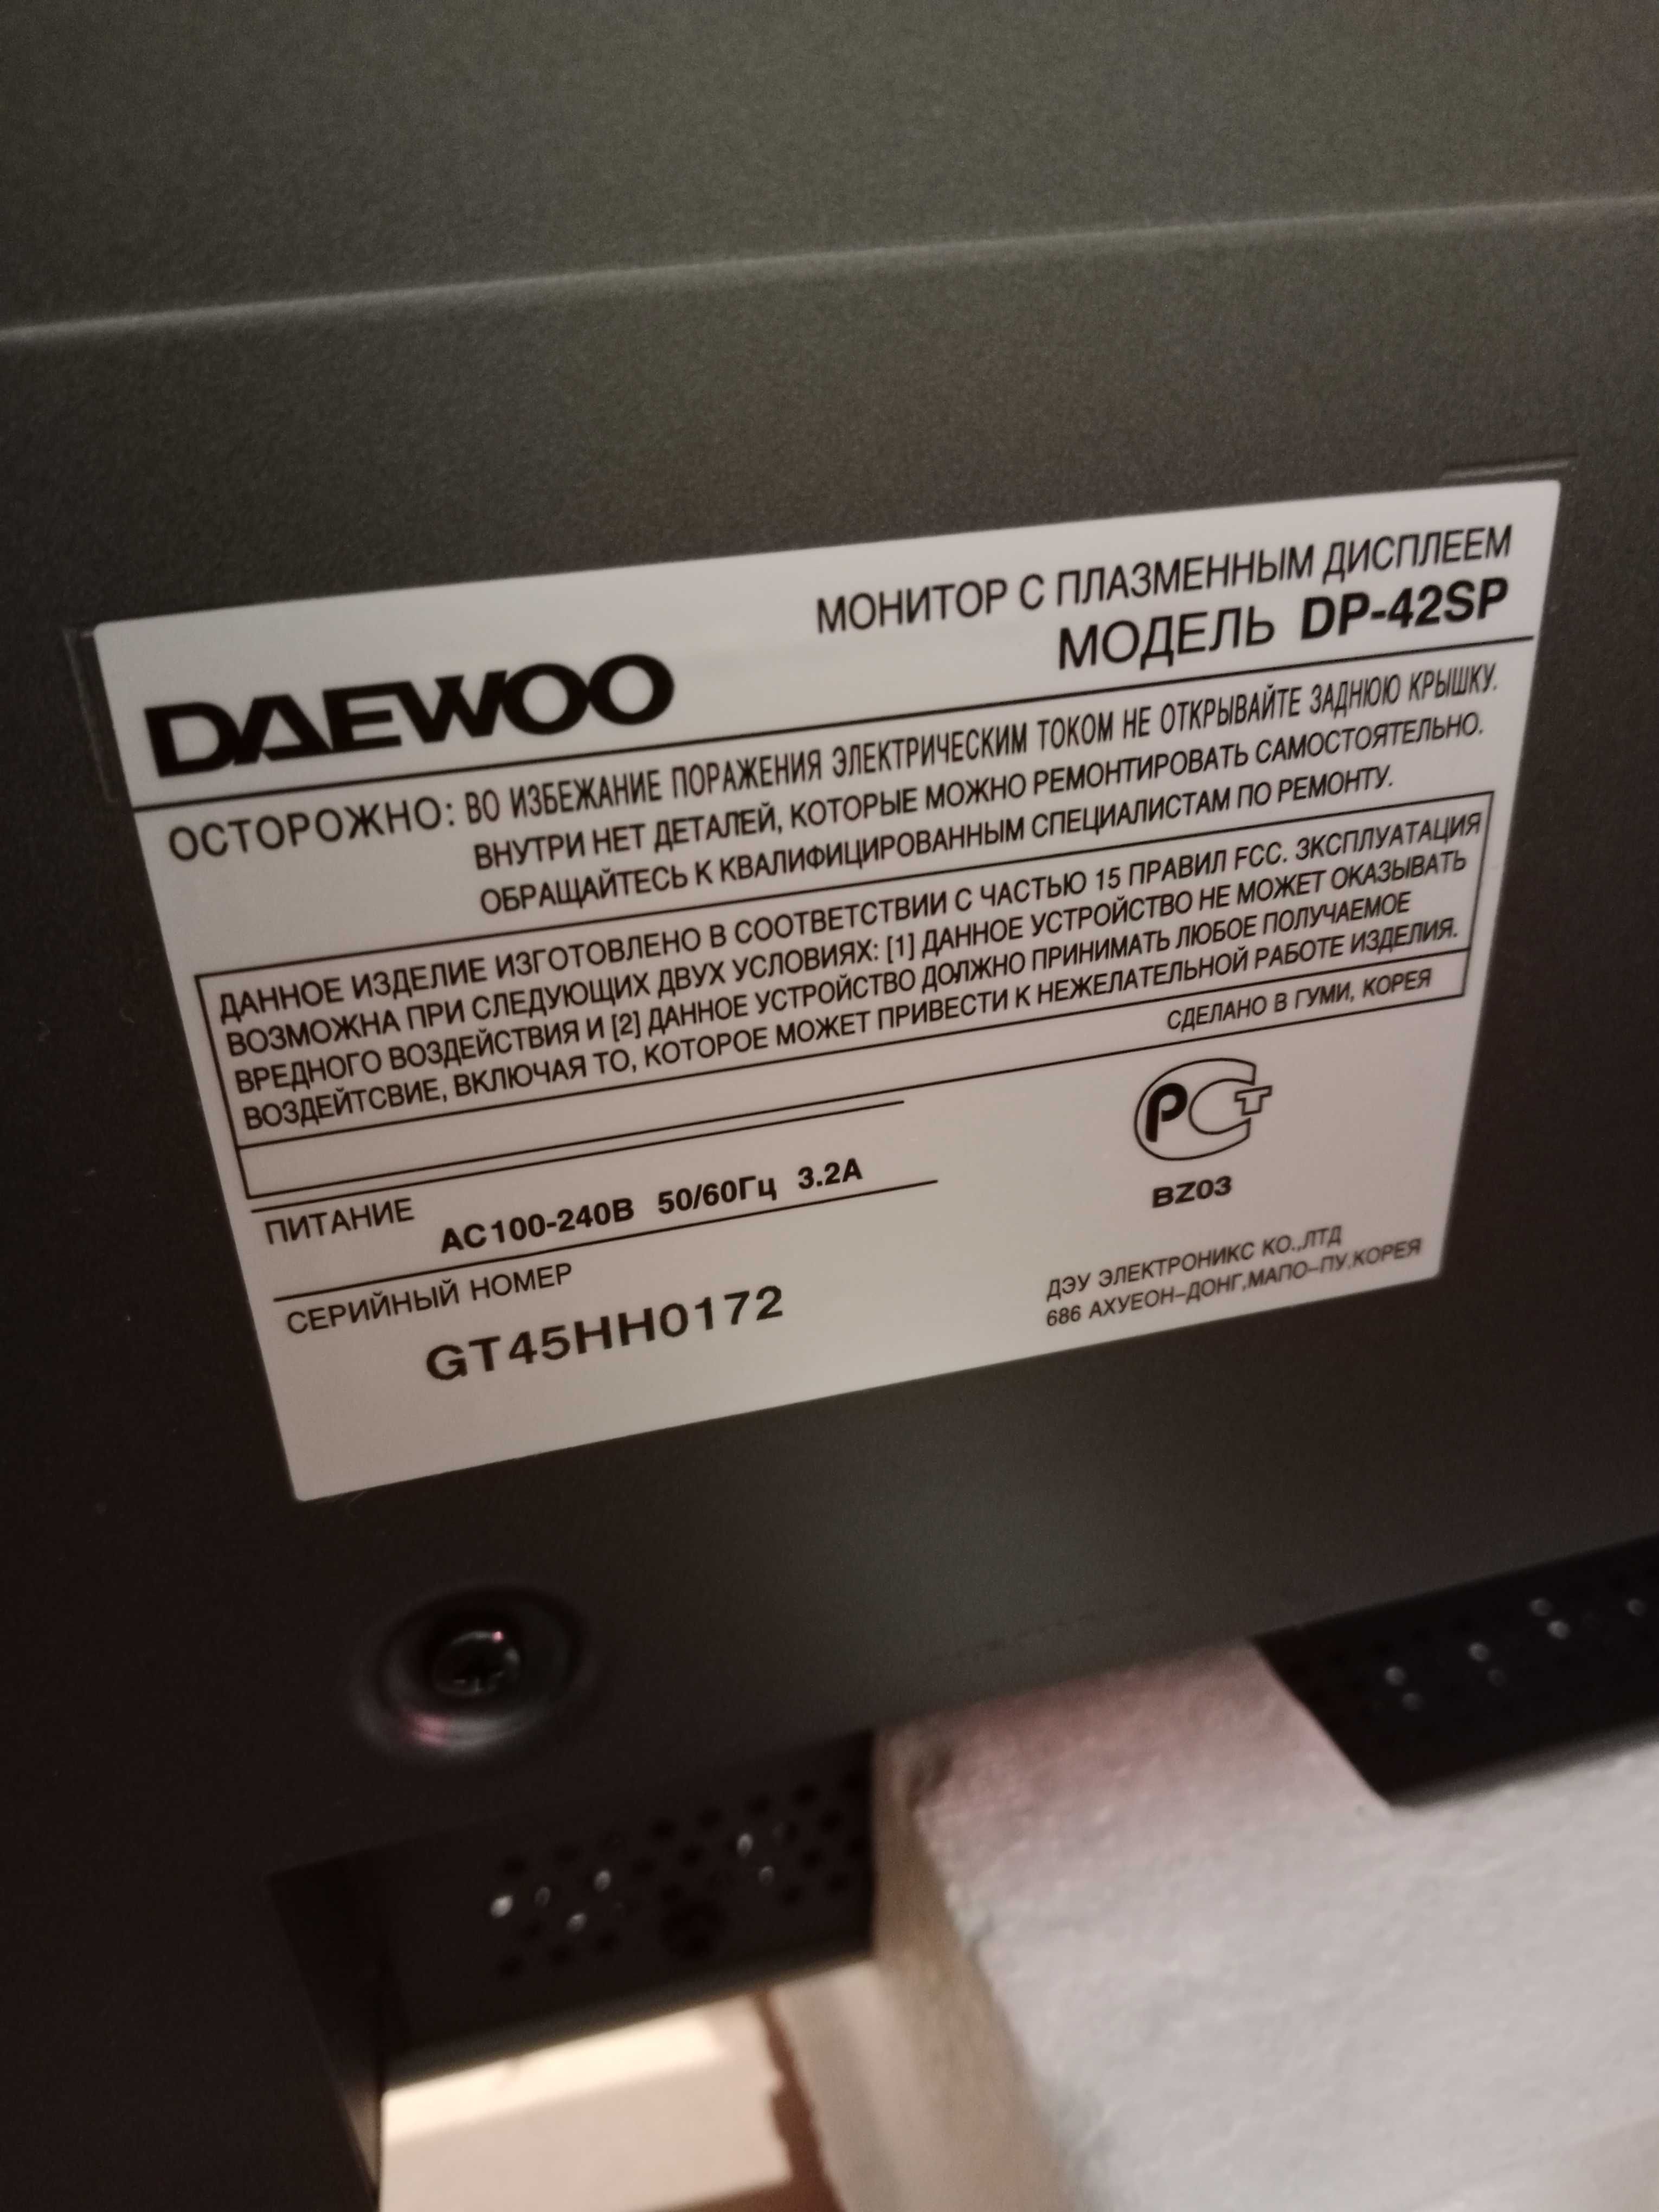 МОНИТОР С ПЛАЗМЕННЫМ ДИСПЛЕЕМ
DAEWOO МОДЕЛЬ DP-42SP
ОСТОРОЖНО: ВО ИЗБЕЖАНИЕ ПОРАЖЕНИЯ ЭЛЕКТРИЧЕСКИМ ТОКОМ НЕ ОТКРЫВАЙТЕ ЗАДНЮЮ КРЫШКУ.
ВНУТРИ НЕТ ДЕТАЛЕЙ, КОТОРЫЕ МОЖНО РЕМОНТИРОВАТЬ САМОСТОЯТЕЛЬНО.
ОБРАЩАЙТЕСЬ К КВАЛИФИЦИРОВАННЫМ СПЕЦИАЛИСТАМ ПО РЕМОНТУ.
ДАННОЕ ИЗДЕЛИЕ ИЗГОТОВЛЕНО В СООТВЕТСТВИИ С ЧАСТЬЮ 15 ПРАВИЛ FCC. ЗКСПЛУАТАЦИЯ
ВОЗМОЖНА ПРИ СЛЕДУЮЩИХ ДВУХ УСЛОВИЯХ: [1] ДАННОЕ УСТРОЙСТВО НЕ МОЖЕТ ОКАЗЫВАТЬ
ВРЕДНОГО ВОЗДЕЙСТВИЯ И [2] ДАННОЕ УСТРОЙСТВО ДОЛЖНО ПРИНИМАТЬ ЛЮБОЕ ПОЛУЧАЕМОЕ
ВОЗДЕЙТСВИЕ, ВКЛЮЧАЯ ТО, КОТОРОЕ МОЖЕТ ПРИВЕСТИ К НЕЖЕЛАТЕЛЬНОЙ РАБОТЕ ИЗДЕЛИЯ.
СДЕЛАНО В ГУМИ, КОРЕЯ
ПИТАНИЕ
AC100-240В 50/60Гц 3.2А
РСТ
BZ03
СЕРИЙНЫЙ НОМЕР
GT45HH0172
ДЭУ ЭЛЕКТРОНИКС КО.,ЛТД
686 АХУЕОН-ДОНГ,МАПО-ПУ,КОРЕЯ